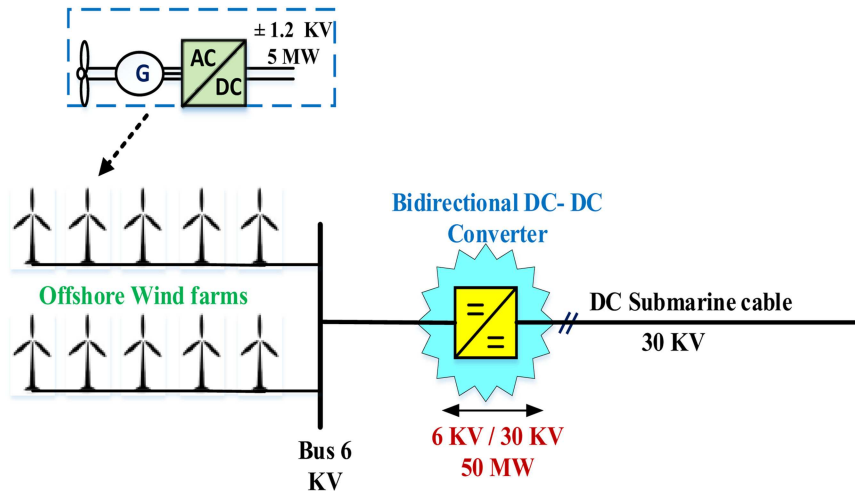 ± 1.2 KV
5 MW
G
AC
DC
Bidirectional DC- DC
Converter
Offshore Wind farms
DC Submarine cable
30 KV
Bus 6
KV
6 KV / 30 KV
50 MW